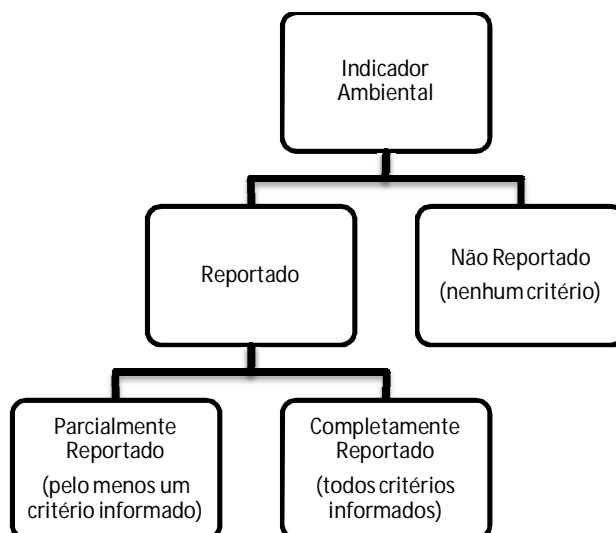 Indicador
Ambiental
Reportado
Não Reportado
(nenhum critério)
Parcialmente
Reportado
(pelo menos um
critério informado)
Completamente
Reportado
(todos critérios
informados)